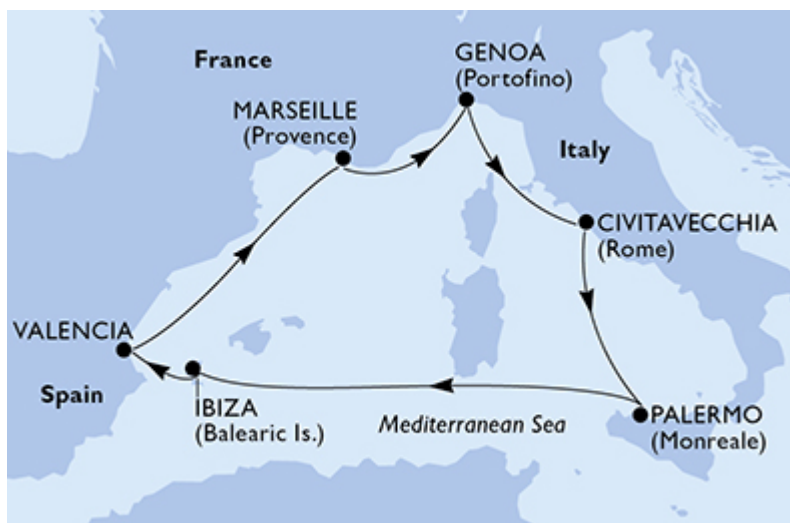 France
GENOA
(Portofino)
MARSEILLE
(Provence)
Italy
CIVITAVECCHIA
(Rome)
VALENCIA
Spain
IBIZA
(Balearic Is.)
Mediterranean Sea
PALERMO
(Monreale)